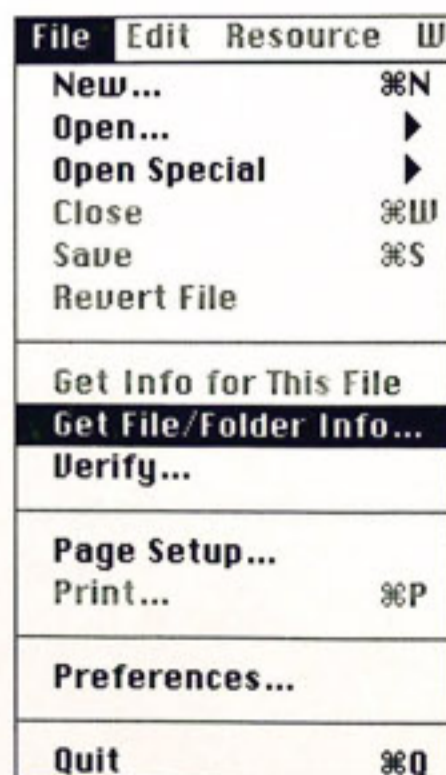 File Edit Resource W
New... ⌘N
Open... ▶
Open Special ▶
Close ⌘W
Save ⌘S
Revert File
Get Info for This File
Get File/Folder Info...
Verify...
Page Setup...
Print... ⌘P
Preferences...
Quit ⌘Q